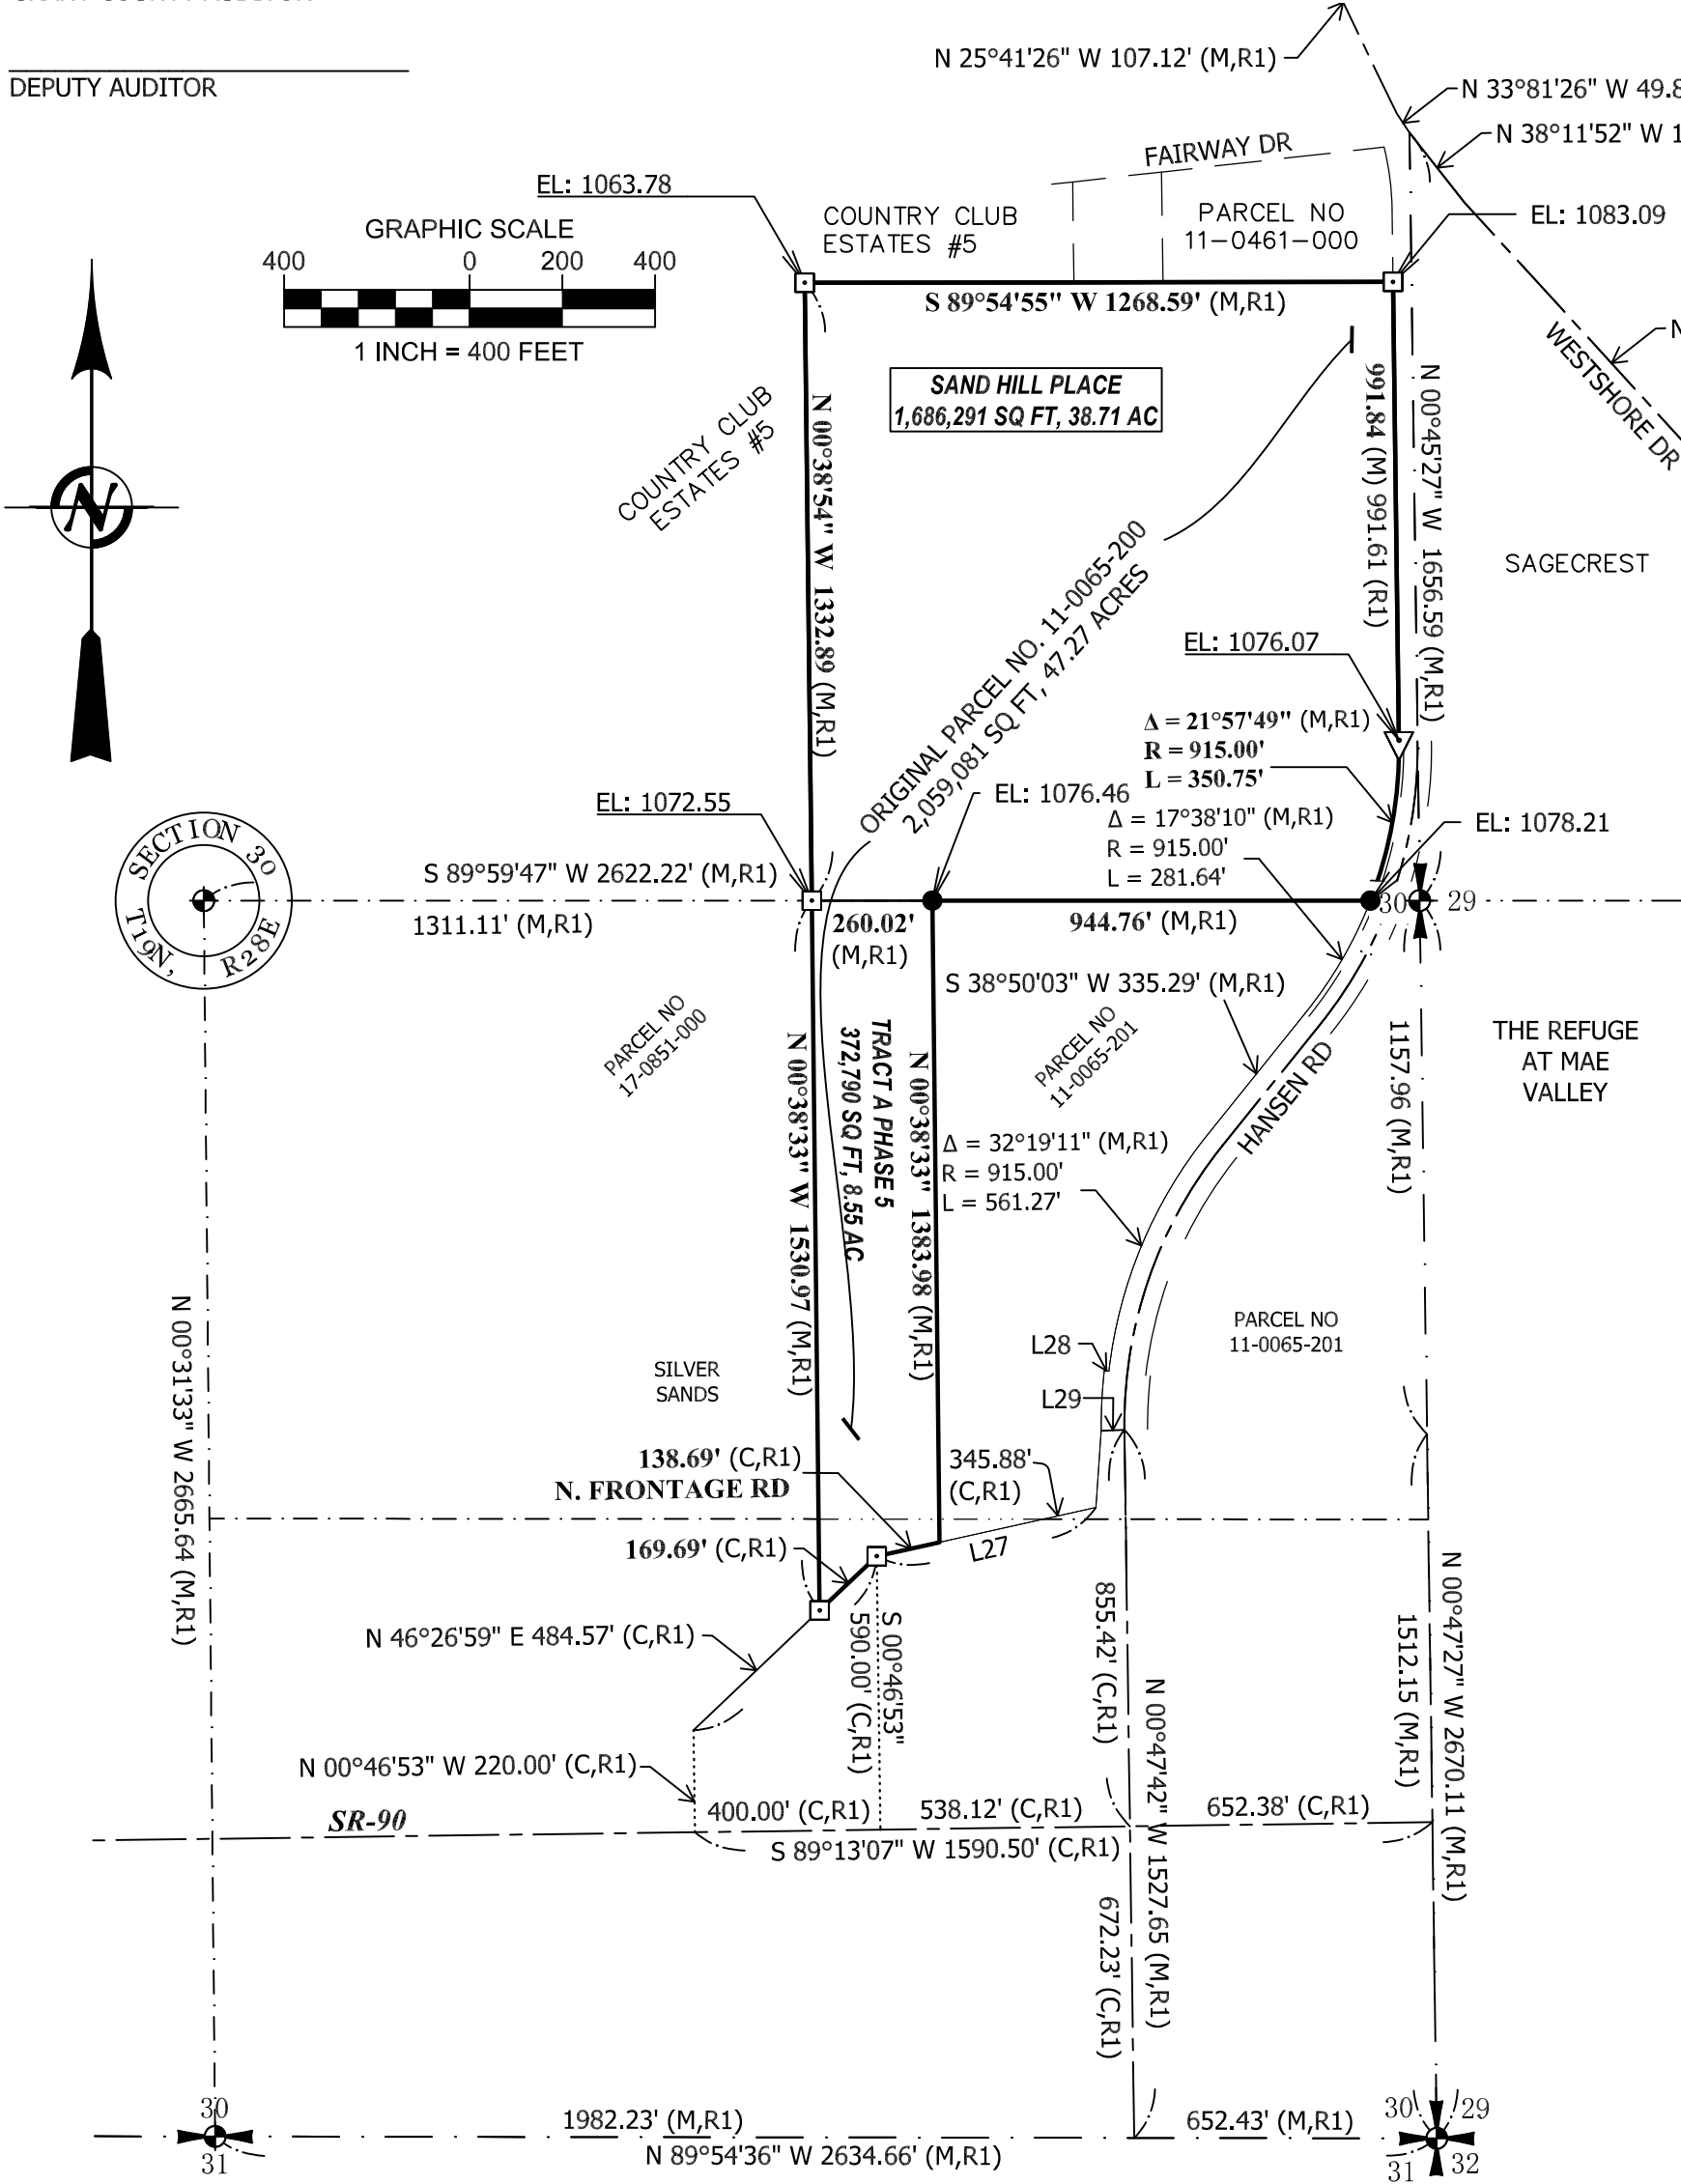 DEPUTY AUDITOR
N 25°41'26" W 107.12' (M,R1)
N 33°81'26" W 49.8
N 38°11'52" W 1
FAIRWAY DR
EL: 1063.78
COUNTRY CLUB
ESTATES #5
PARCEL NO
11-0461-000
EL: 1083.09
GRAPHIC SCALE
400 0 200 400
1 INCH = 400 FEET
S 89°54'55" W 1268.59' (M,R1)
N
WESTSHORE DR
SAND HILL PLACE
1,686,291 SQ FT, 38.71 AC
COUNTRY CLUB
ESTATES #5
N 00°38'54" W 1332.89 (M,R1)
991.84 (M) 991.61 (R1)
N 00°45'27" W 1656.59 (M,R1)
N
SAGECREST
ORIGINAL PARCEL NO. 11-0065-200
2,059,081 SQ FT, 47.27 ACRES
EL: 1076.07
Δ = 21°57'49" (M,R1)
R = 915.00'
L = 350.75'
EL: 1072.55
EL: 1076.46
Δ = 17°38'10" (M,R1)
R = 915.00'
L = 281.64'
EL: 1078.21
SECTION 30
T19N, R28E
S 89°59'47" W 2622.22' (M,R1)
1311.11' (M,R1)
260.02'
(M,R1)
944.76' (M,R1)
30 29
S 38°50'03" W 335.29' (M,R1)
PARCEL NO
17-0851-000
N 00°38'33" W 1530.97 (M,R1)
TRACT A PHASE 5
372,790 SQ FT, 8.55 AC
N 00°38'33" 1383.98 (M,R1)
PARCEL NO
11-0065-201
HANSEN RD
1157.96 (M,R1)
THE REFUGE
AT MAE
VALLEY
Δ = 32°19'11" (M,R1)
R = 915.00'
L = 561.27'
N 00°31'33" W 2665.64 (M,R1)
PARCEL NO
11-0065-201
L28
L29
SILVER
SANDS
138.69' (C,R1)
N. FRONTAGE RD
345.88'
(C,R1)
L27
169.69' (C,R1)
N 46°26'59" E 484.57' (C,R1)
S 00°46'53"
590.00' (C,R1)
855.42' (C,R1)
N 00°47'42" W 1527.65 (M,R1)
1512.15 (M,R1)
N 00°47'27" W 2670.11 (M,R1)
N 00°46'53" W 220.00' (C,R1)
SR-90
400.00' (C,R1)
538.12' (C,R1)
652.38' (C,R1)
S 89°13'07" W 1590.50' (C,R1)
672.23' (C,R1)
30
31
1982.23' (M,R1)
652.43' (M,R1)
N 89°54'36" W 2634.66' (M,R1)
30 29
31 32